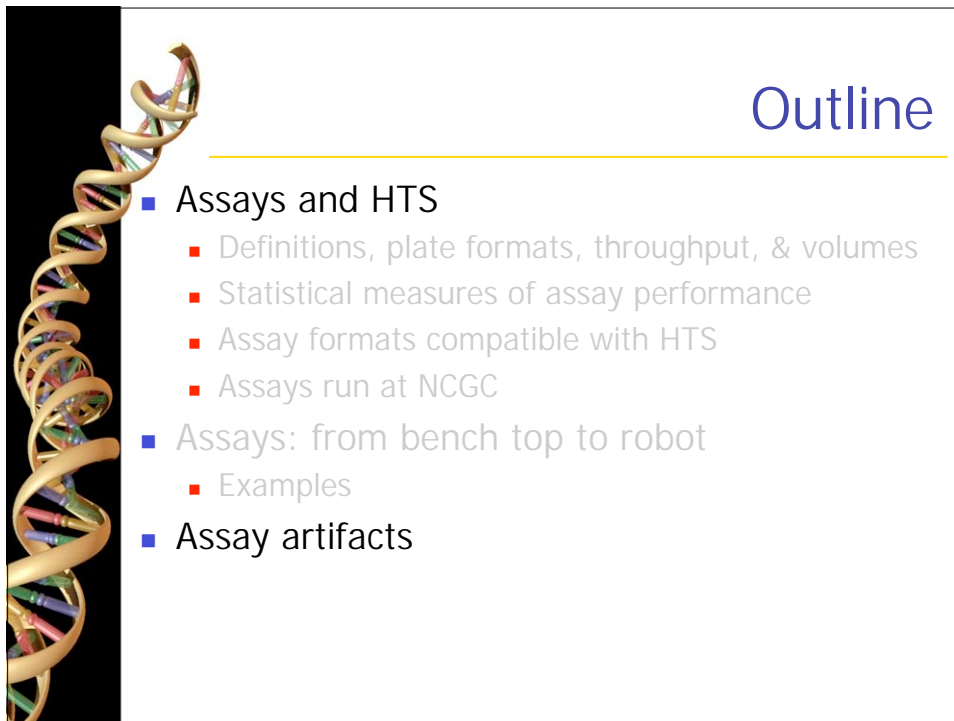 Outline
Assays and HTS
Definitions, plate formats, throughput, & volumes
Statistical measures of assay performance
Assay formats compatible with HTS
Assays run at NCGC
Assays: from bench top to robot
Examples
Assay artifacts